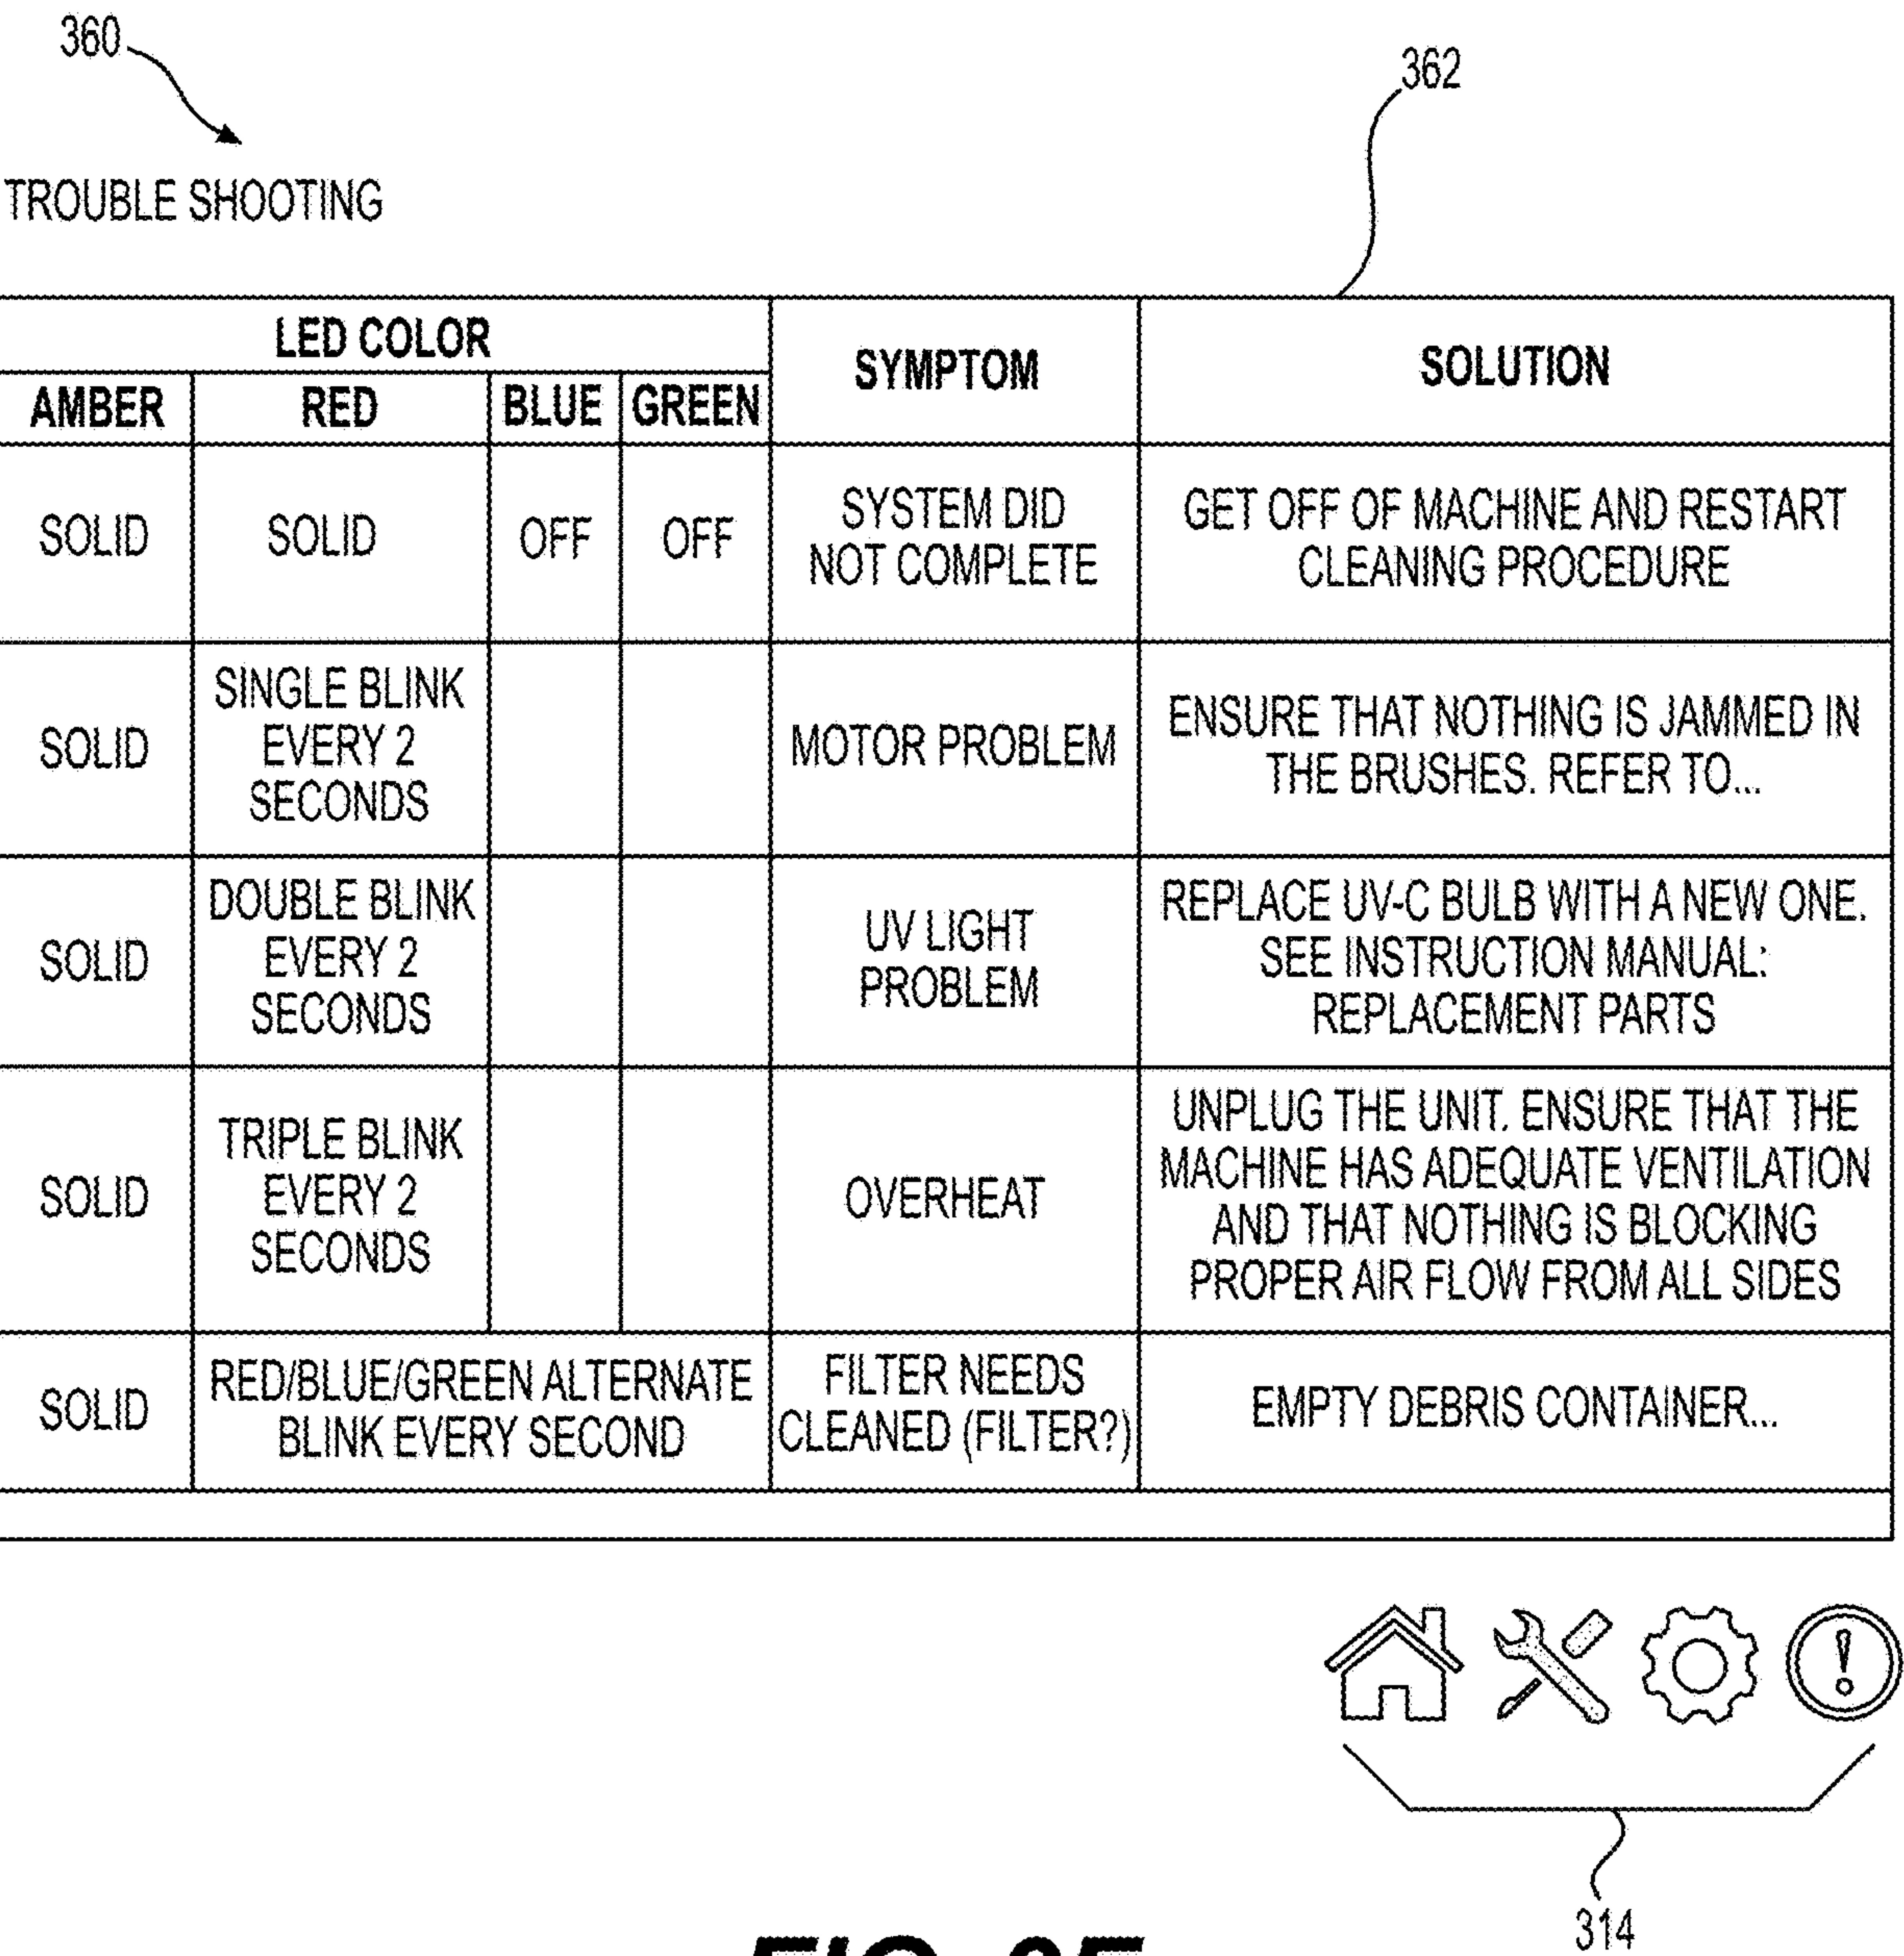 360
362
TROUBLE SHOOTING
LED COLOR
SYMPTOM
SOLUTION
AMBER
RED
BLUE
GREEN
SOLID
SOLID
OFF
OFF
SYSTEM DID
NOT COMPLETE
GET OFF OF MACHINE AND RESTART
CLEANING PROCEDURE
SOLID
SINGLE BLINK
EVERY 2
SECONDS
MOTOR PROBLEM
ENSURE THAT NOTHING IS JAMMED IN
THE BRUSHES. REFER TO...
SOLID
DOUBLE BLINK
EVERY 2
SECONDS
UV LIGHT
PROBLEM
REPLACE UV-C BULB WITH A NEW ONE.
SEE INSTRUCTION MANUAL:
REPLACEMENT PARTS
SOLID
TRIPLE BLINK
EVERY 2
SECONDS
OVERHEAT
UNPLUG THE UNIT. ENSURE THAT THE
MACHINE HAS ADEQUATE VENTILATION
AND THAT NOTHING IS BLOCKING
PROPER AIR FLOW FROM ALL SIDES
SOLID
RED/BLUE/GREEN ALTERNATE
BLINK EVERY SECOND
FILTER NEEDS
CLEANED (FILTER?)
EMPTY DEBRIS CONTAINER...
!
314
FIG.